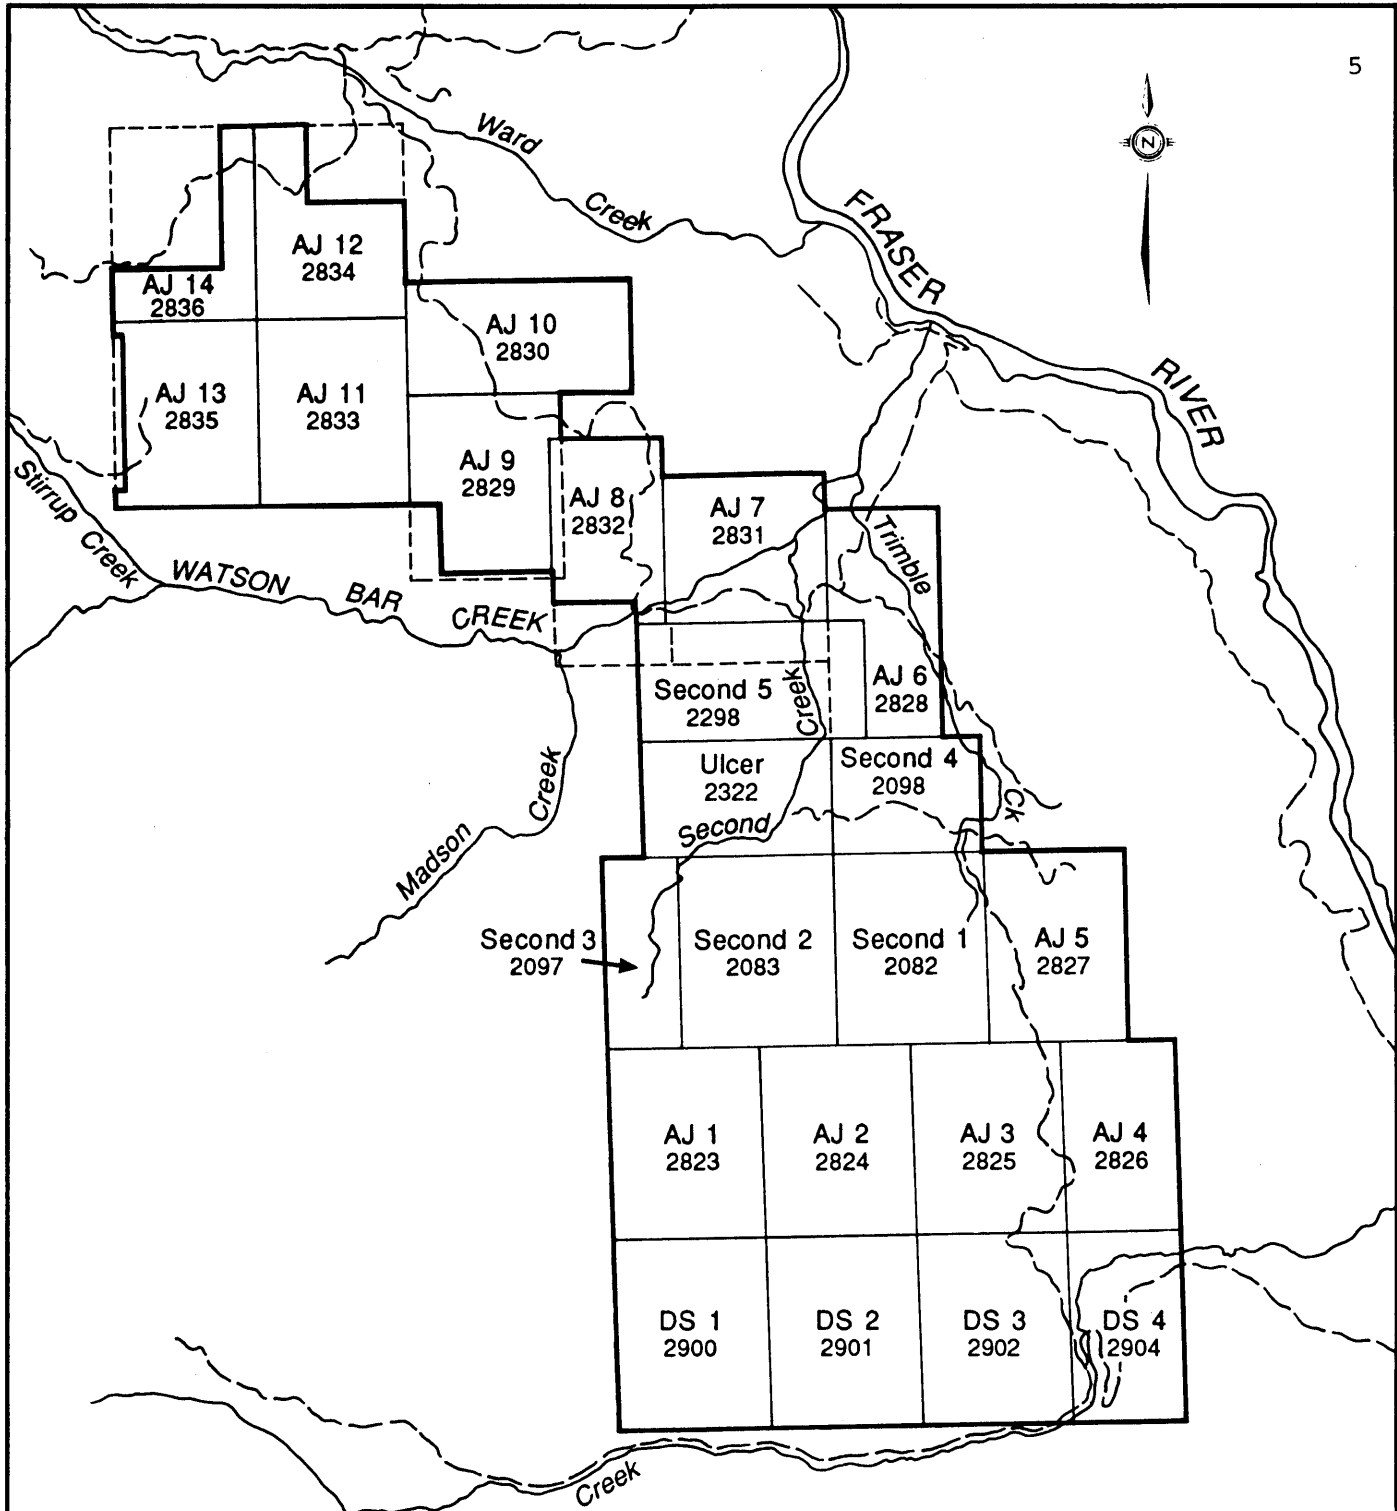 5
Ward
Creek
N
FRASER
RIVER
AJ 12
2834
AJ 14
2836
AJ 10
2830
AJ 13
2835
AJ 11
2833
AJ 9
2829
AJ 8
2832
AJ 7
2831
Trimble
Stirrup
Creek
WATSON BAR CREEK
AJ 6
2828
Second 5
2298
Creek
Ulcer
2322
Second 4
2098
Second
Ck
Madson
Creek
Second 3
2097
Second 2
2083
Second 1
2082
AJ 5
2827
AJ 1
2823
AJ 2
2824
AJ 3
2825
AJ 4
2826
DS 1
2900
DS 2
2901
DS 3
2902
DS 4
2904
Creek